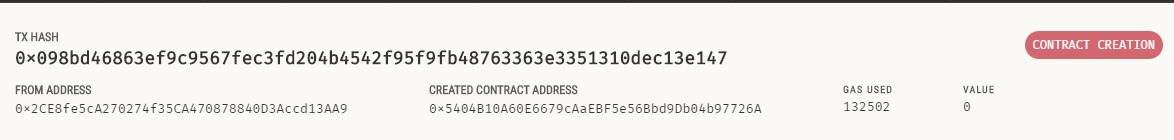 TX HASH
0×098bd46863ef9c9567fec3fd204b4542f95f9fb48763363e3351310dec13e147
CONTRACT CREATION
FROM ADDRESS
0×2CE8fe5cA270274f35CA470878840D3Accd13AA9
CREATED CONTRACT ADDRESS
0×5404B10A60E6679cAaEBF5e56Bbd9Db04b97726A
GAS USED
132502
VALUE
0